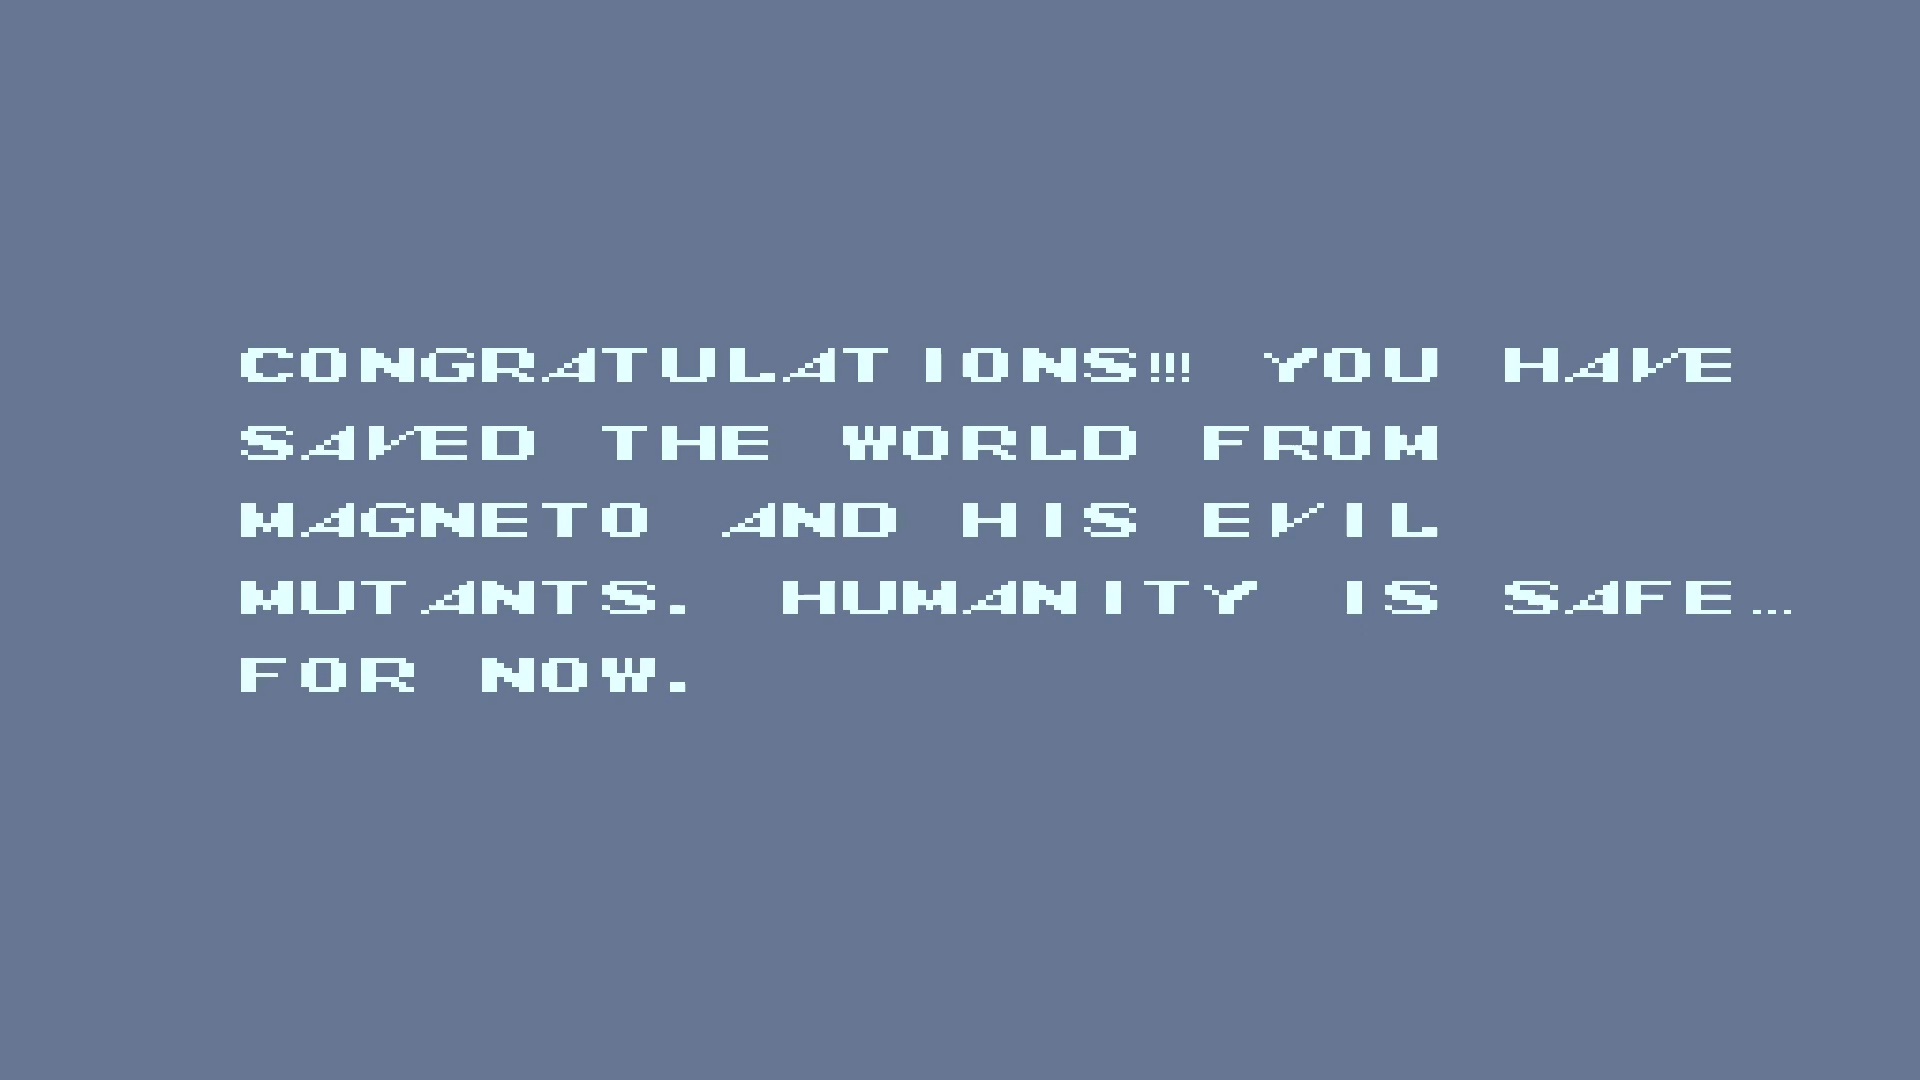 CONGRATULATIONS!!! YOU HAVE
SAVED THE WORLD FROM
MAGNETO AND HIS EVIL
MUTANTS. HUMANITY IS SAFE...
FOR NOW.